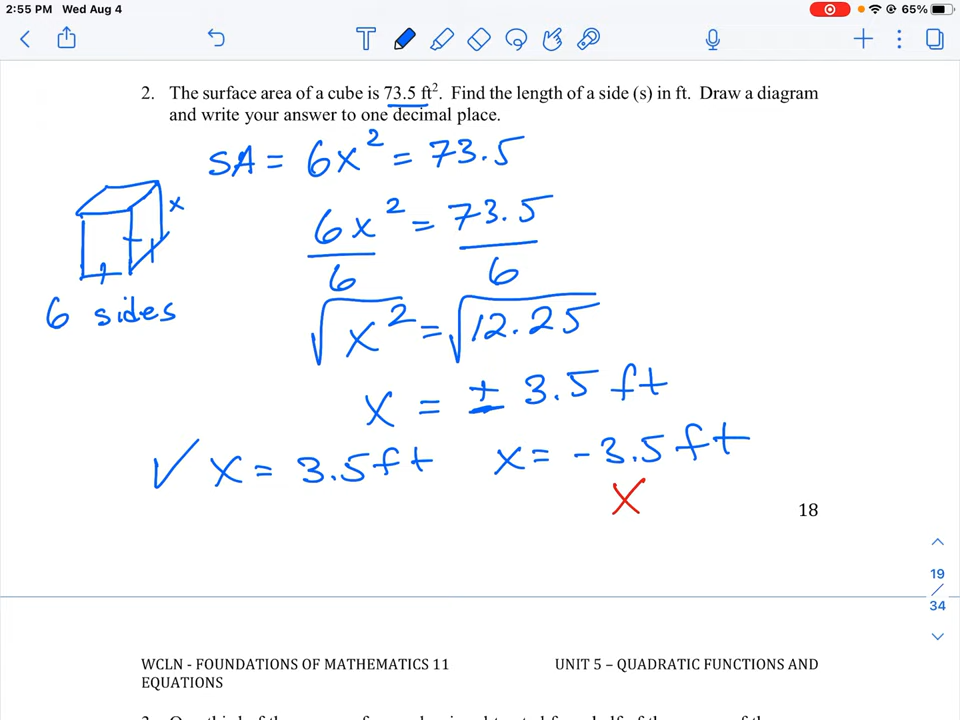 2:55 PM Wed Aug 4
65%
T
2. The surface area of a cube is 73.5 ft². Find the length of a side (s) in ft. Draw a diagram
and write your answer to one decimal place.
SA = 6x² = 73.5
x
6x² = 73.5
6 6
6 sides
√x² = √12.25
x = ± 3.5 ft
✓ x = 3.5 ft x = -3.5 ft
X
18
19
/
34
WCLN - FOUNDATIONS OF MATHEMATICS 11 UNIT 5 – QUADRATIC FUNCTIONS AND
EQUATIONS